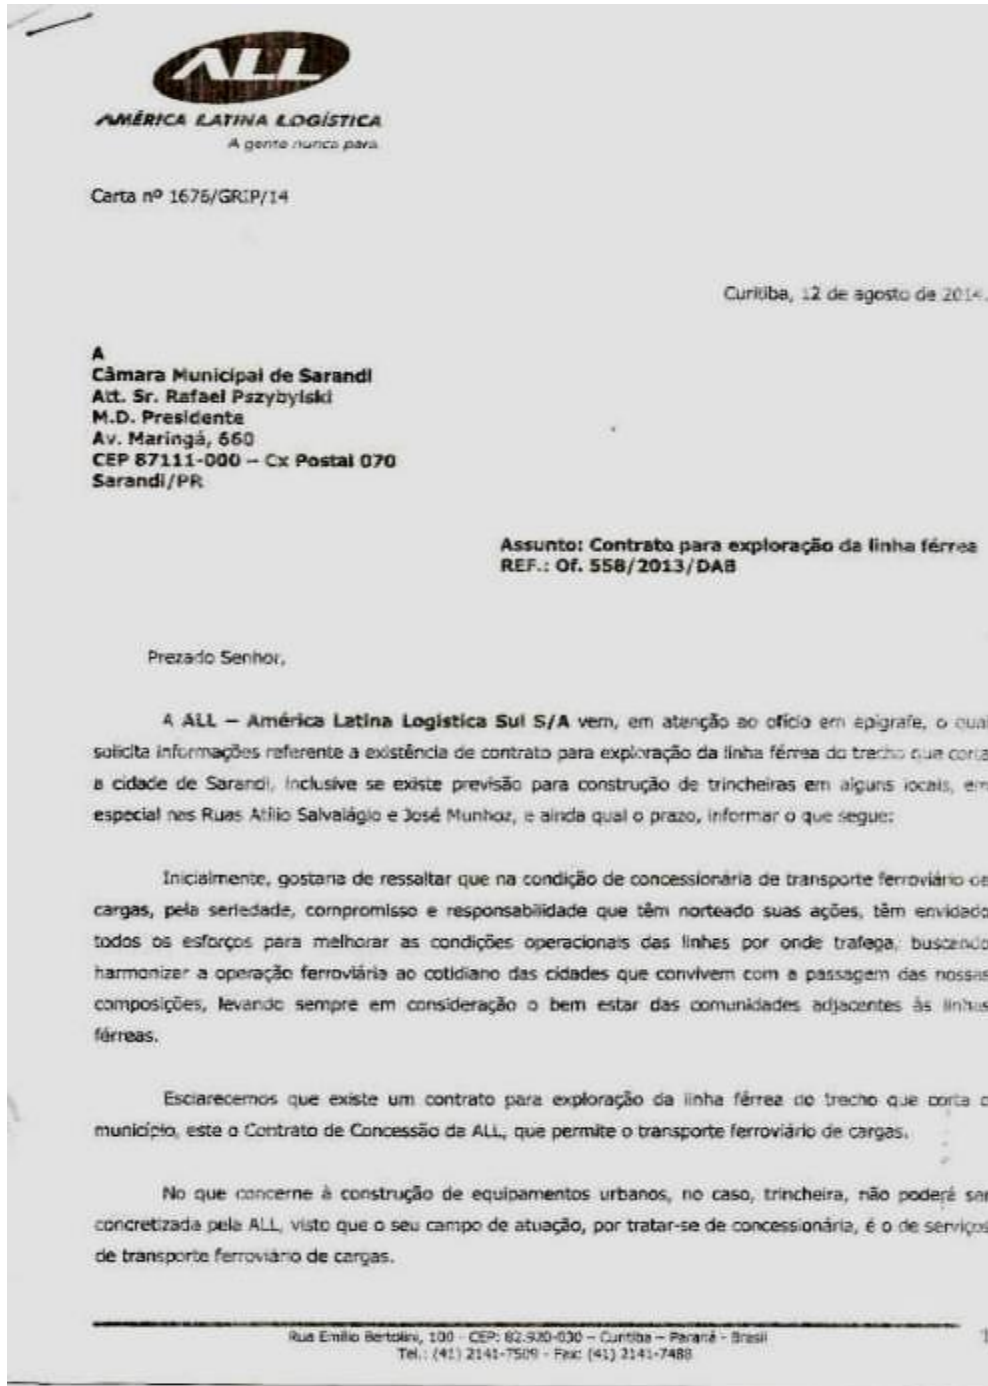 ALL
AMÉRICA LATINA LOGÍSTICA
A gente nunca para.
Carta nº 1676/GRIP/14
Curitiba, 12 de agosto de 2014.
A
Câmara Municipal de Sarandi
Att. Sr. Rafael Pszybylski
M.D. Presidente
Av. Maringá, 660
CEP 87111-000 – Cx Postal 070
Sarandi/PR
Assunto: Contrato para exploração da linha férrea
REF.: Of. 558/2013/DAB
Prezado Senhor,
A ALL – América Latina Logística Sul S/A vem, em atenção ao ofício em epígrafe, o qual
solicita informações referente a existência de contrato para exploração da linha férrea do trecho que corta
a cidade de Sarandi, inclusive se existe previsão para construção de trincheiras em alguns locais, em
especial nas Ruas Atílio Salvalágio e José Munhoz, e ainda qual o prazo, informar o que segue:
Inicialmente, gostaria de ressaltar que na condição de concessionária de transporte ferroviário de
cargas, pela seriedade, compromisso e responsabilidade que têm norteado suas ações, têm envidado
todos os esforços para melhorar as condições operacionais das linhas por onde trafega, buscando
harmonizar a operação ferroviária ao cotidiano das cidades que convivem com a passagem das nossas
composições, levando sempre em consideração o bem estar das comunidades adjacentes às linhas
férreas.
Esclarecemos que existe um contrato para exploração da linha férrea do trecho que corta o
município, este o Contrato de Concessão da ALL, que permite o transporte ferroviário de cargas.
No que concerne à construção de equipamentos urbanos, no caso, trincheira, não poderá ser
concretizada pela ALL, visto que o seu campo de atuação, por tratar-se de concessionária, é o de serviços
de transporte ferroviário de cargas.
Rua Emílio Bertolini, 100 - CEP: 82.920-030 – Curitiba – Paraná - Brasil
Tel.: (41) 2141-7509 - Fax: (41) 2141-7488
1